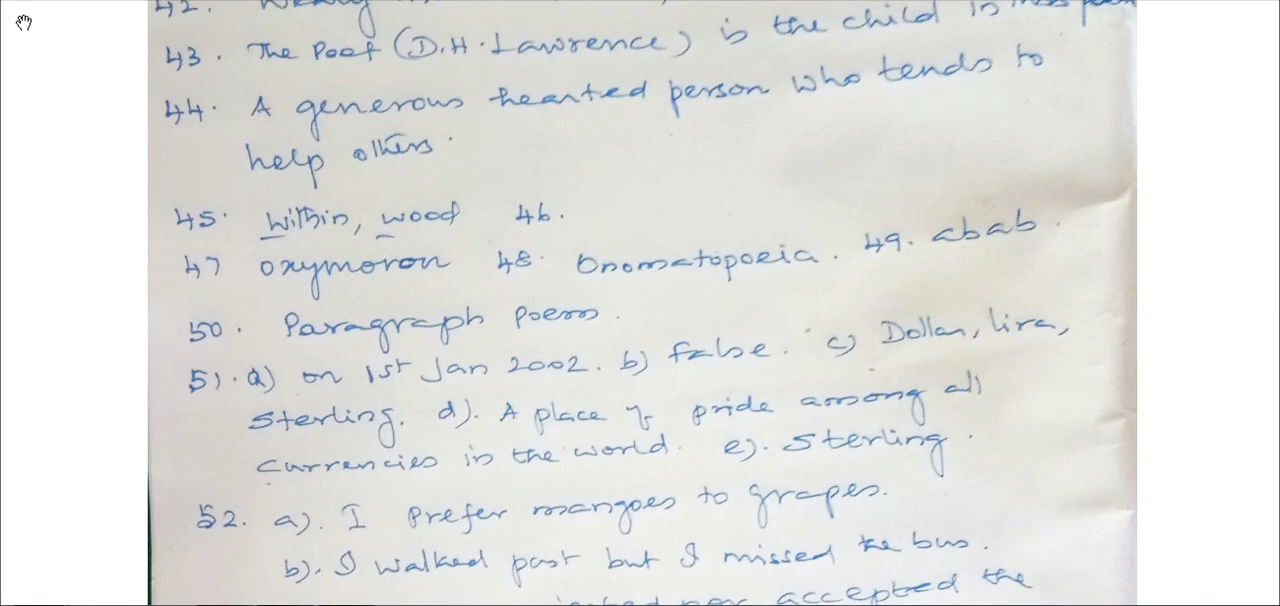 42.
43. The Poet (D.H. Lawrence) is the child in this
44. A generous hearted person who tends to
help others.
45. Within, wood 46.
47 oxymoron 48. Onomatopoeia. 49. abab.
50. Paragraph Poems.
51. a) on 1st Jan 2002. b) false. c) Dollar, lira,
sterling. d). A place of pride among all
currencies in the world. e). Sterling.
52. a). I Prefer mangoes to grapes.
b). I walked past but I missed the bus.
nor accepted the